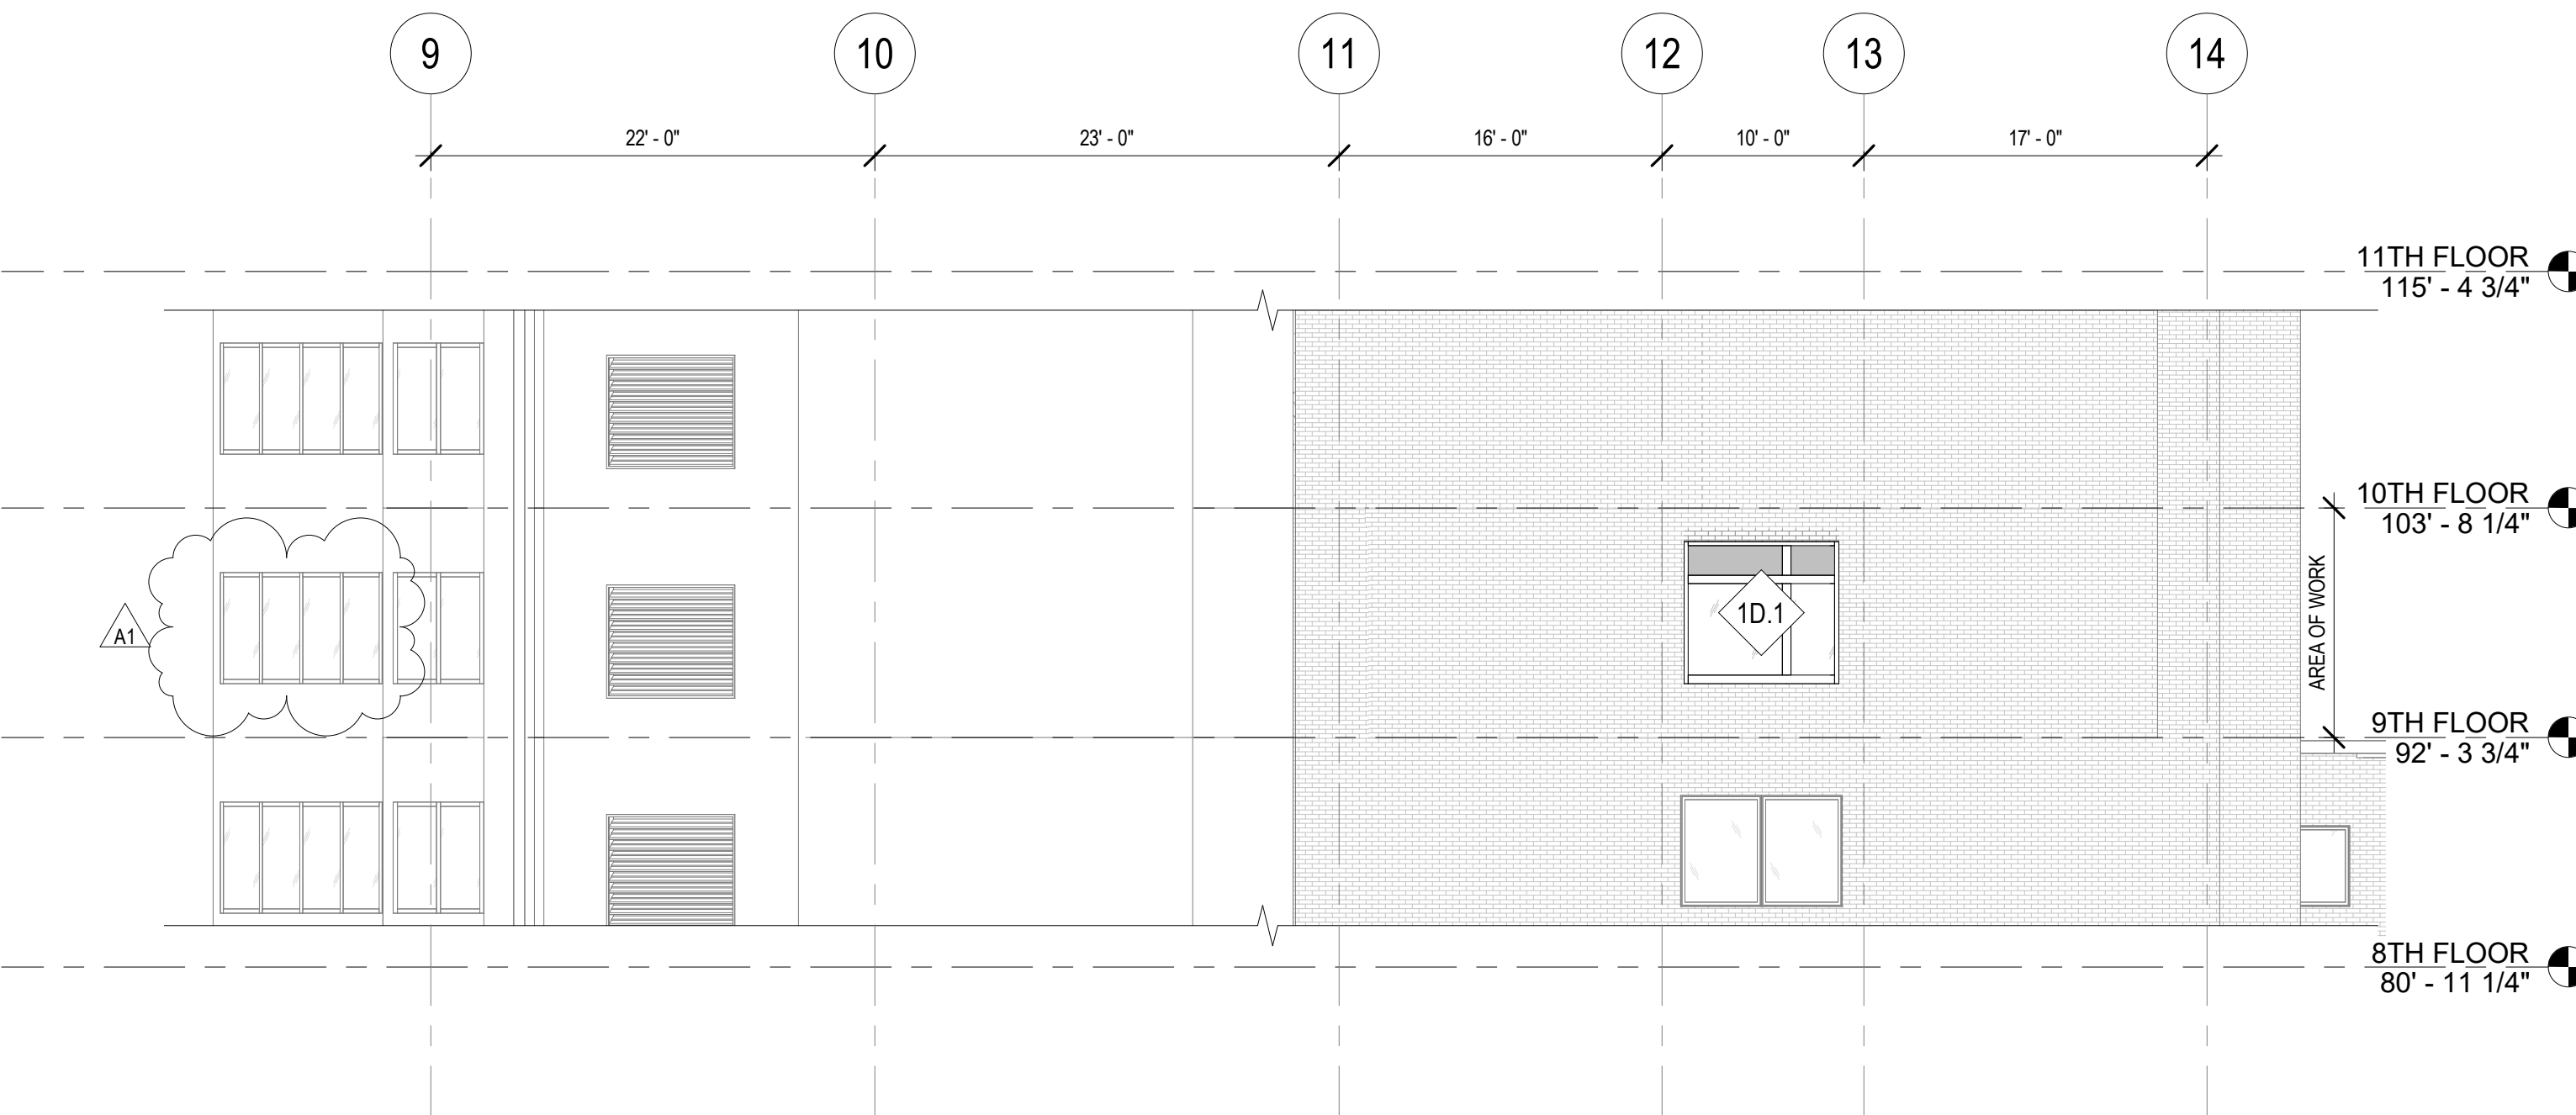 9
10
11
12
13
14
22' - 0"
23' - 0"
16' - 0"
10' - 0"
17' - 0"
11TH FLOOR
115' - 4 3/4"
10TH FLOOR
103' - 8 1/4"
AREA OF WORK
1D.1
A1
9TH FLOOR
92' - 3 3/4"
8TH FLOOR
80' - 11 1/4"